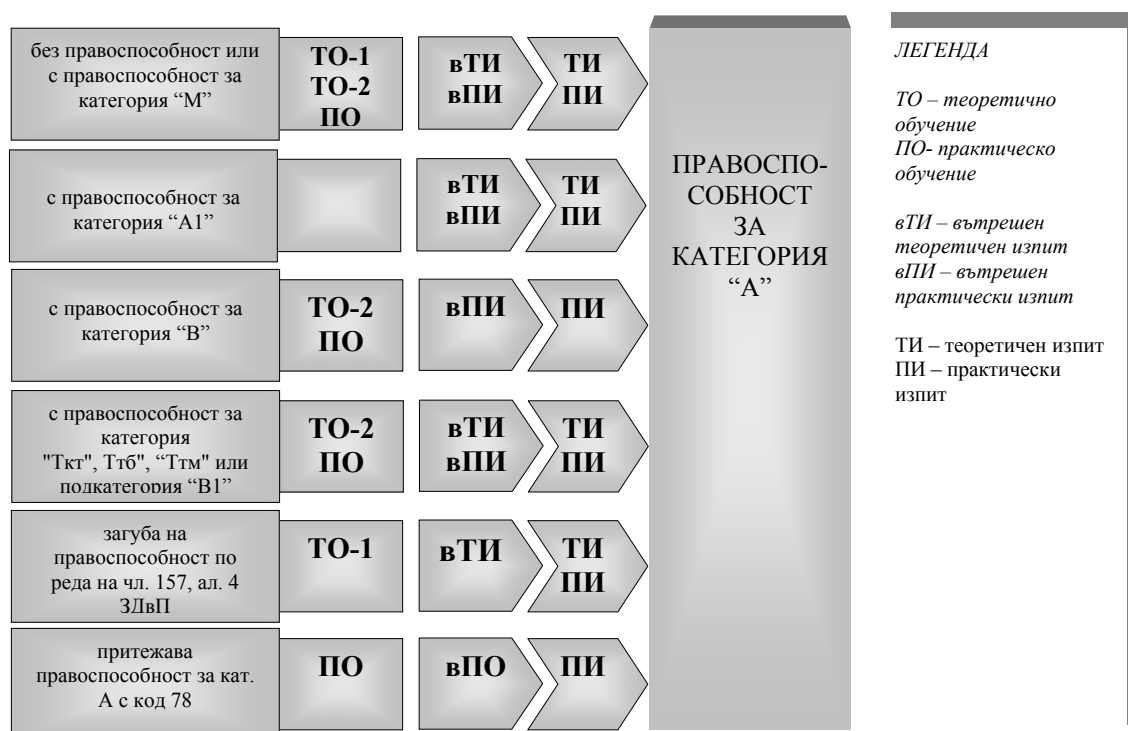 без правоспособност или
с правоспособност за
категория “М”
ТО-1
ТО-2
ПО
вТИ
вПИ
ТИ
ПИ
с правоспособност за
категория “А1”
вТИ
вПИ
ТИ
ПИ
с правоспособност за
категория “В”
ТО-2
ПО
вПИ
ПИ
с правоспособност за
категория
"Ткт", Ттб", “Ттм" или
подкатегория “В1”
ТО-2
ПО
вТИ
вПИ
ТИ
ПИ
загуба на
правоспособност по
реда на чл. 157, ал. 4
ЗДвП
ТО-1
вТИ
ТИ
ПИ
притежава
правоспособност за кат.
А с код 78
ПО
вПО
ПИ
ПРАВОСПО-
СОБНОСТ
ЗА
КАТЕГОРИЯ
“А”
ЛЕГЕНДА
ТО – теоретично
обучение
ПО- практическо
обучение
вТИ – вътрешен
теоретичен изпит
вПИ – вътрешен
практически изпит
ТИ – теоретичен изпит
ПИ – практически
изпит